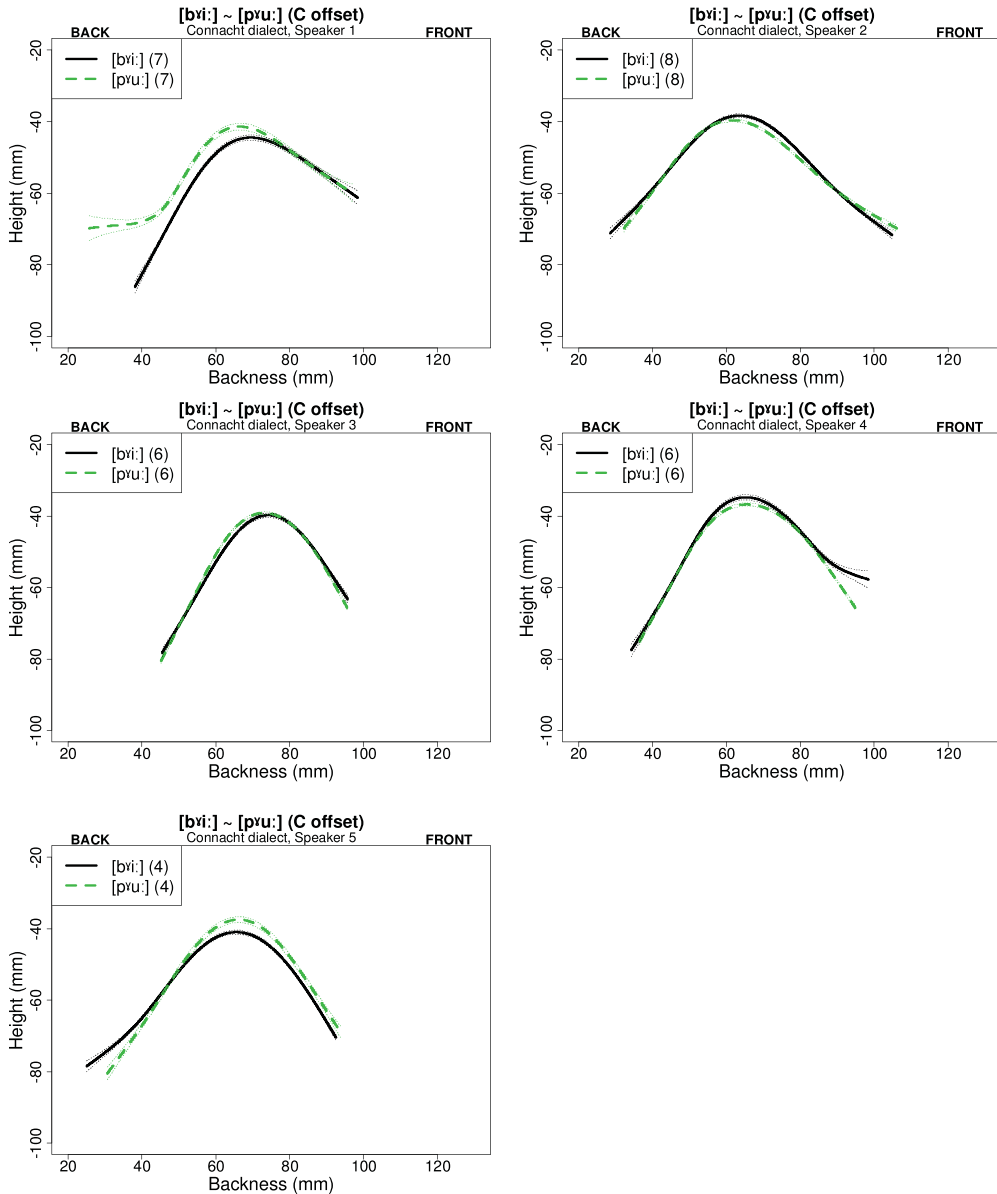 [bˠiː] ~ [pˠuː] (C offset)
BACK Connacht dialect, Speaker 1 FRONT
[bˠiː] (7)
[pˠuː] (7)
-20
-40
-60
-80
-100
Height (mm)
20 40 60 80 100 120
Backness (mm)
[bˠiː] ~ [pˠuː] (C offset)
BACK Connacht dialect, Speaker 2 FRONT
[bˠiː] (8)
[pˠuː] (8)
-20
-40
-60
-80
-100
Height (mm)
20 40 60 80 100 120
Backness (mm)
[bˠiː] ~ [pˠuː] (C offset)
BACK Connacht dialect, Speaker 3 FRONT
[bˠiː] (6)
[pˠuː] (6)
-20
-40
-60
-80
-100
Height (mm)
20 40 60 80 100 120
Backness (mm)
[bˠiː] ~ [pˠuː] (C offset)
BACK Connacht dialect, Speaker 4 FRONT
[bˠiː] (6)
[pˠuː] (6)
-20
-40
-60
-80
-100
Height (mm)
20 40 60 80 100 120
Backness (mm)
[bˠiː] ~ [pˠuː] (C offset)
BACK Connacht dialect, Speaker 5 FRONT
[bˠiː] (4)
[pˠuː] (4)
-20
-40
-60
-80
-100
Height (mm)
20 40 60 80 100 120
Backness (mm)